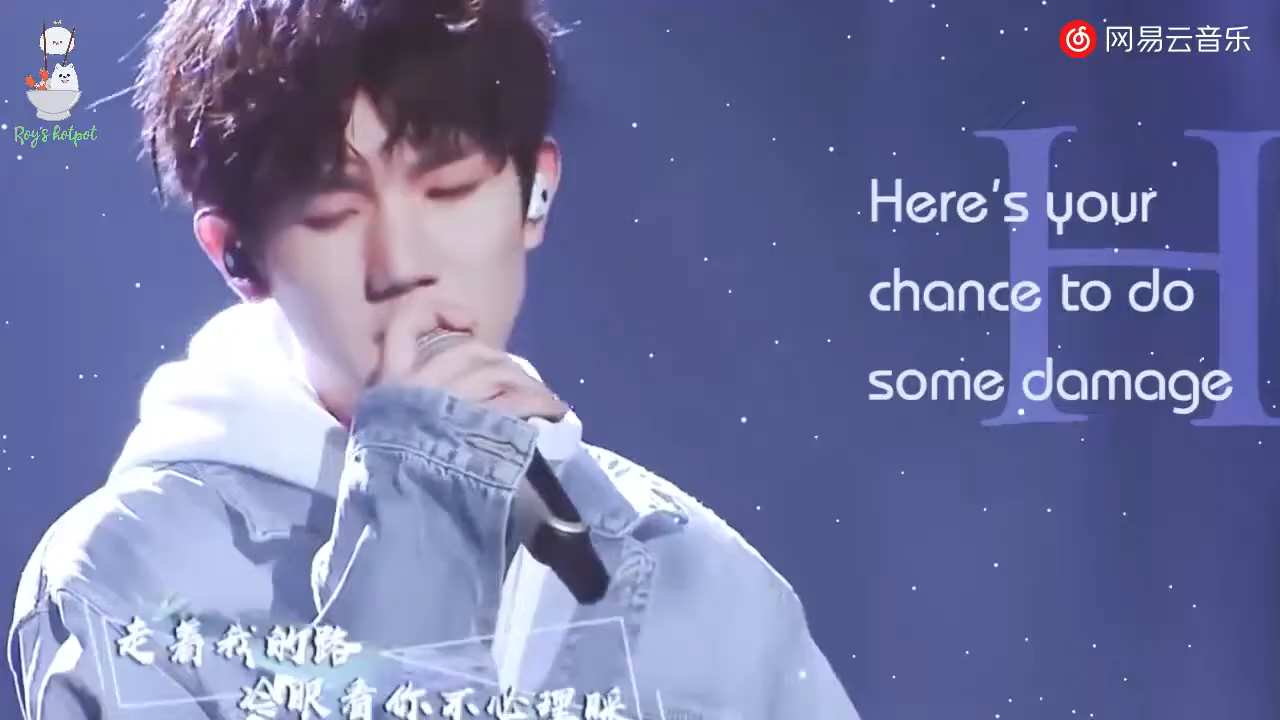 Roy's hotpot
网易云音乐
Here's your
chance to do
some damage
H
走着我的路
冷眼看你不必理睬